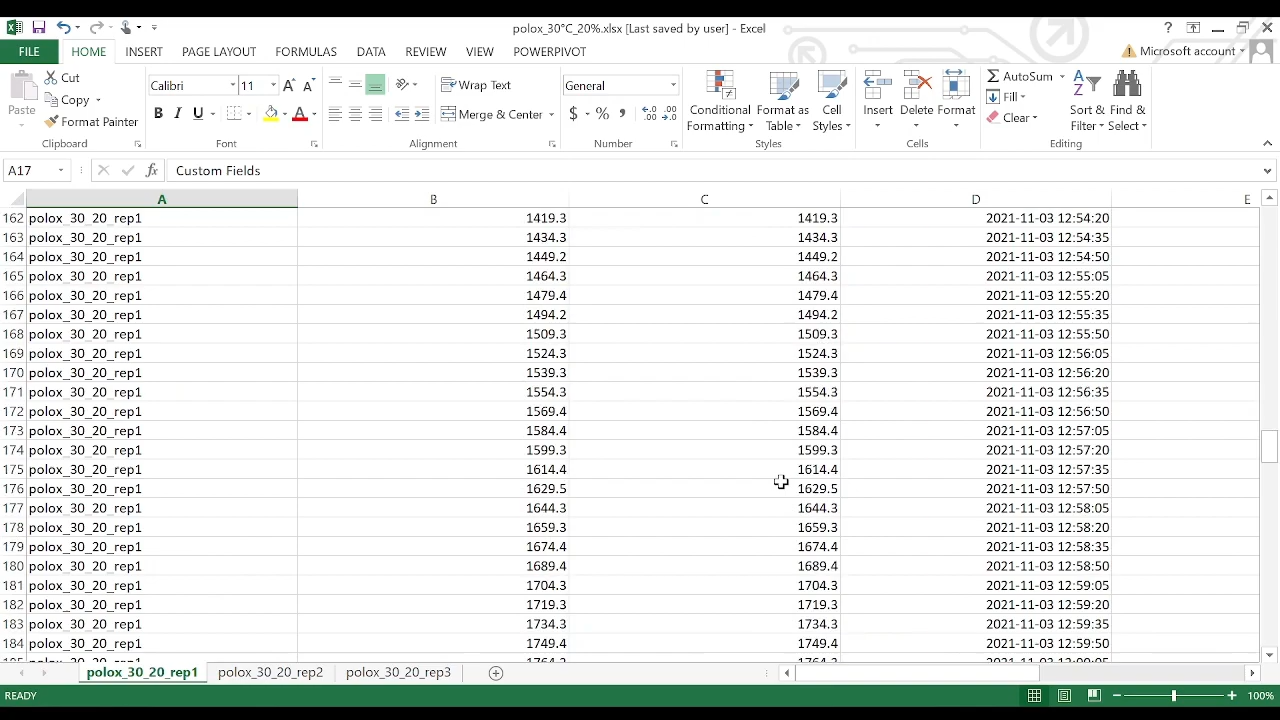 polox_30°C_20%.xlsx [Last saved by user] - Excel
FILE HOME INSERT PAGE LAYOUT FORMULAS DATA REVIEW VIEW POWERPIVOT Microsoft account
Paste Cut Copy Format Painter Clipboard
Calibri 11 B I U Font
Wrap Text Merge & Center Alignment
General $ % Number
Conditional Formatting Format as Table Cell Styles Styles
Insert Delete Format Cells
AutoSum Fill Clear Sort & Filter Find & Select Editing
A17 fx Custom Fields
A B C D E
162 polox_30_20_rep1 1419.3 1419.3 2021-11-03 12:54:20
163 polox_30_20_rep1 1434.3 1434.3 2021-11-03 12:54:35
164 polox_30_20_rep1 1449.2 1449.2 2021-11-03 12:54:50
165 polox_30_20_rep1 1464.3 1464.3 2021-11-03 12:55:05
166 polox_30_20_rep1 1479.4 1479.4 2021-11-03 12:55:20
167 polox_30_20_rep1 1494.2 1494.2 2021-11-03 12:55:35
168 polox_30_20_rep1 1509.3 1509.3 2021-11-03 12:55:50
169 polox_30_20_rep1 1524.3 1524.3 2021-11-03 12:56:05
170 polox_30_20_rep1 1539.3 1539.3 2021-11-03 12:56:20
171 polox_30_20_rep1 1554.3 1554.3 2021-11-03 12:56:35
172 polox_30_20_rep1 1569.4 1569.4 2021-11-03 12:56:50
173 polox_30_20_rep1 1584.4 1584.4 2021-11-03 12:57:05
174 polox_30_20_rep1 1599.3 1599.3 2021-11-03 12:57:20
175 polox_30_20_rep1 1614.4 1614.4 2021-11-03 12:57:35
176 polox_30_20_rep1 1629.5 1629.5 2021-11-03 12:57:50
177 polox_30_20_rep1 1644.3 1644.3 2021-11-03 12:58:05
178 polox_30_20_rep1 1659.3 1659.3 2021-11-03 12:58:20
179 polox_30_20_rep1 1674.4 1674.4 2021-11-03 12:58:35
180 polox_30_20_rep1 1689.4 1689.4 2021-11-03 12:58:50
181 polox_30_20_rep1 1704.3 1704.3 2021-11-03 12:59:05
182 polox_30_20_rep1 1719.3 1719.3 2021-11-03 12:59:20
183 polox_30_20_rep1 1734.3 1734.3 2021-11-03 12:59:35
184 polox_30_20_rep1 1749.4 1749.4 2021-11-03 12:59:50
polox_30_20_rep1 polox_30_20_rep2 polox_30_20_rep3
READY 100%